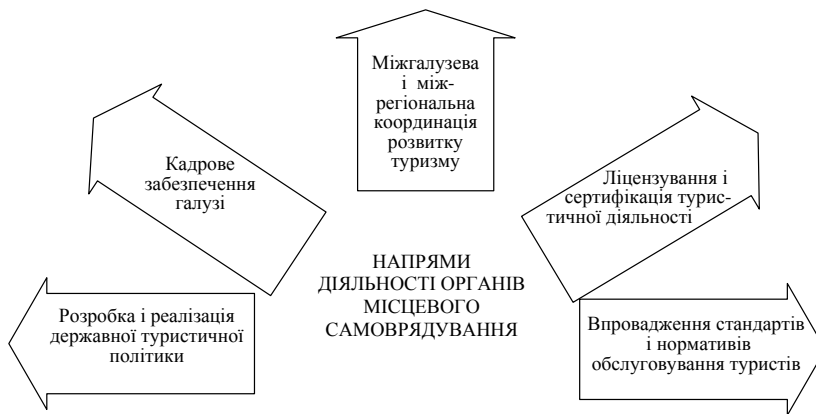 Міжгалузева
і між-
регіональна
координація
розвитку
туризму
Кадрове
забезпечення
галузі
Ліцензування і
сертифікація турис-
тичної діяльності
НАПРЯМИ
ДІЯЛЬНОСТІ ОРГАНІВ
МІСЦЕВОГО
САМОВРЯДУВАННЯ
Розробка і реалізація
державної туристичної
політики
Впровадження стандартів
і нормативів
обслуговування туристів